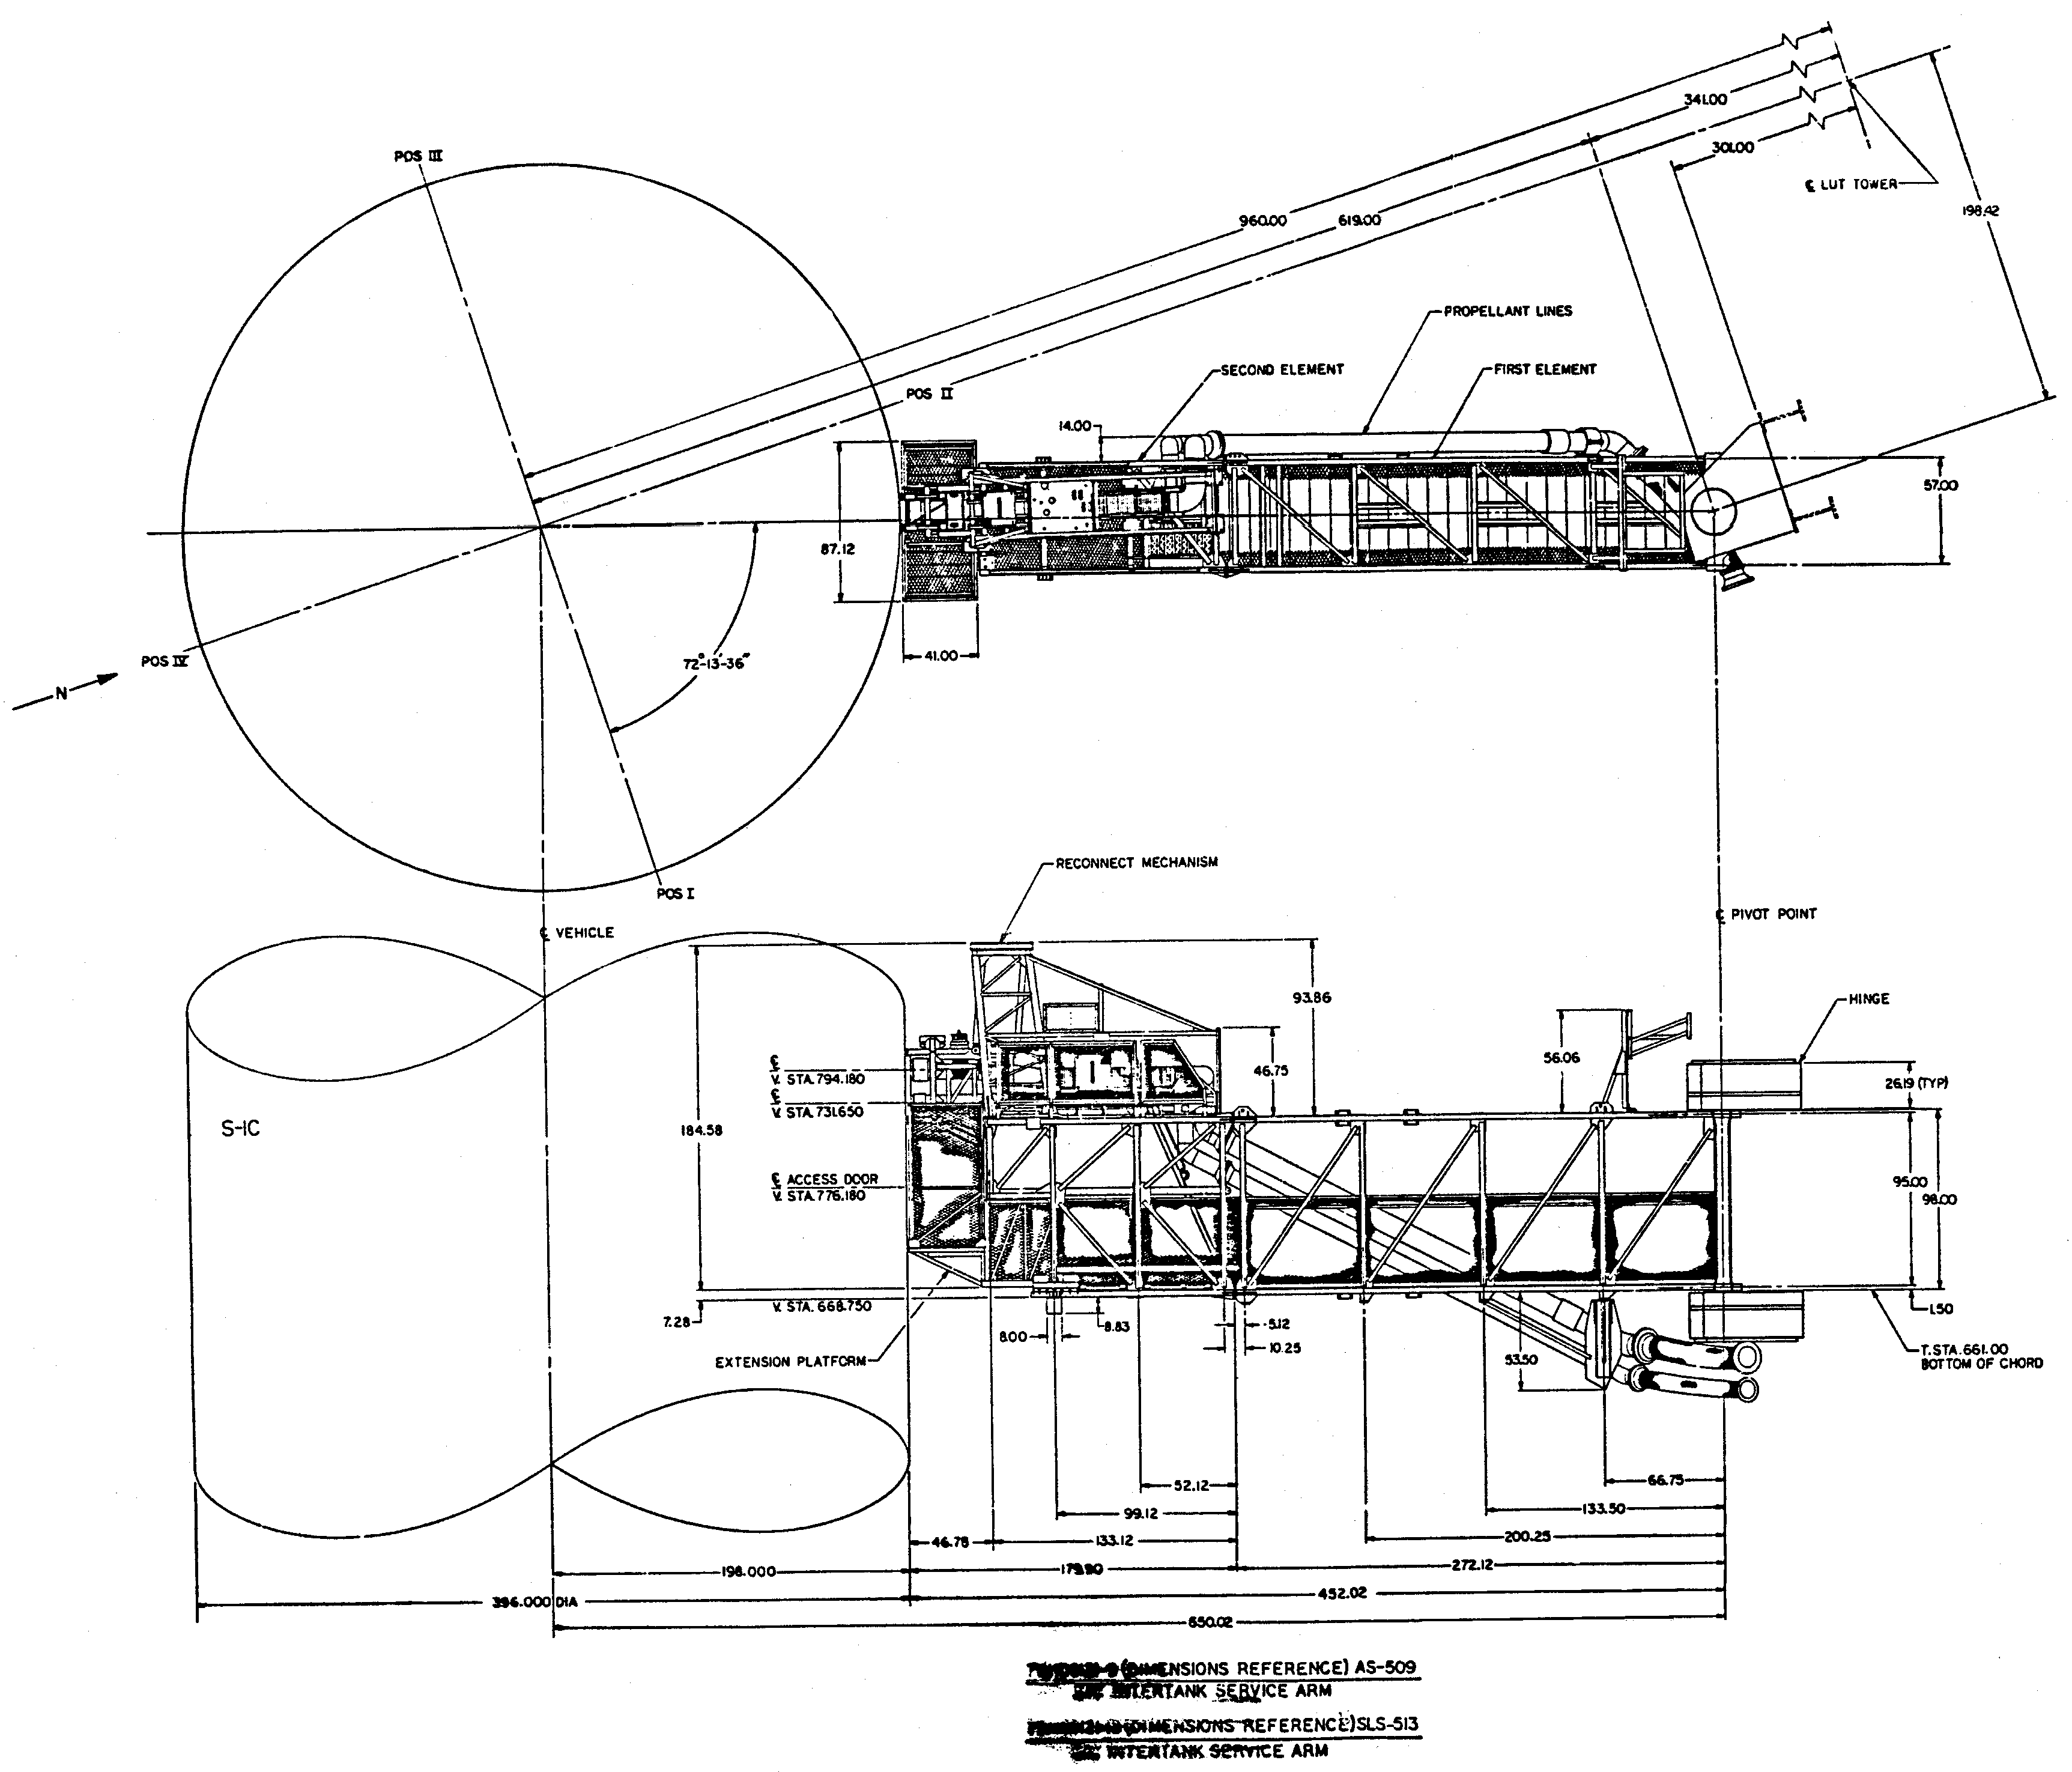 POS III
341.00
301.00
℄ LUT TOWER
198.42
960.00
619.00
PROPELLANT LINES
SECOND ELEMENT
FIRST ELEMENT
POS II
14.00
57.00
87.12
41.00
72°-13'-36"
POS IV
N
POS I
RECONNECT MECHANISM
℄ PIVOT POINT
℄ VEHICLE
93.86
HINGE
56.06
46.75
26.19 (TYP)
℄
V. STA. 794.180
℄
V. STA. 731.650
S-IC
184.58
℄ ACCESS DOOR
V. STA. 776.180
95.00
98.00
V. STA. 668.750
7.28
8.00
8.83
5.12
10.25
1.50
53.50
T. STA. 661.00
BOTTOM OF CHORD
EXTENSION PLATFORM
52.12
66.75
99.12
133.50
46.78
133.12
200.25
198.000
179.90
272.12
396.000 DIA
452.02
650.02
(DIMENSIONS REFERENCE) AS-509
INTERTANK SERVICE ARM
(DIMENSIONS REFERENCE) SLS-513
INTERTANK SERVICE ARM